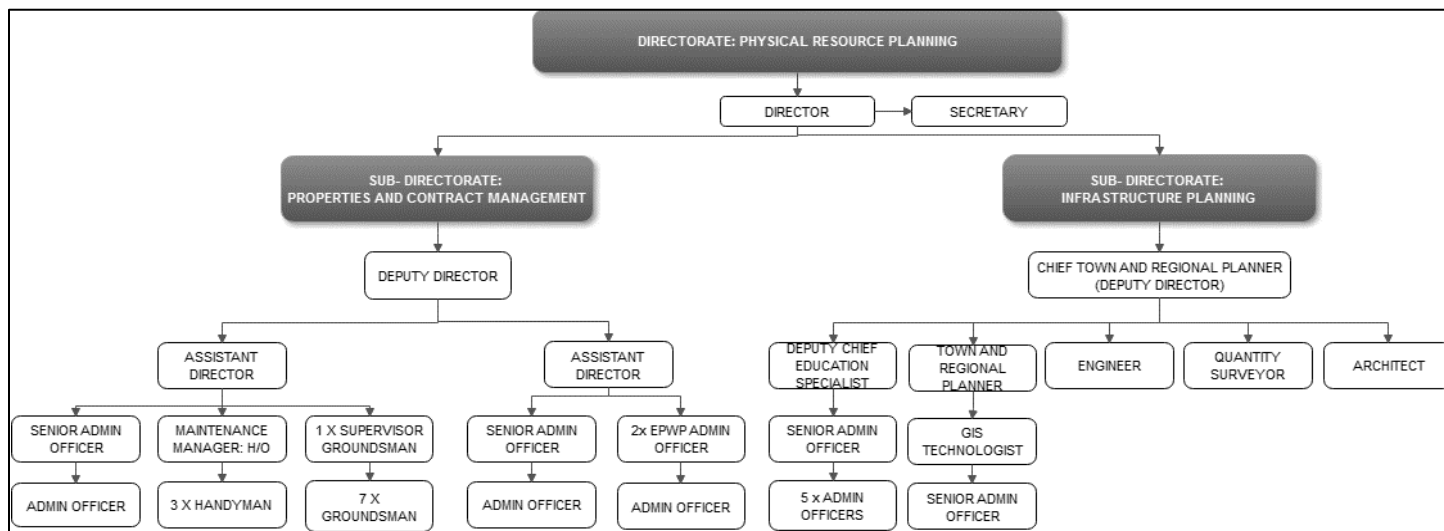 DIRECTORATE: PHYSICAL RESOURCE PLANNING
DIRECTOR
SECRETARY
SUB- DIRECTORATE:
PROPERTIES AND CONTRACT MANAGEMENT
SUB- DIRECTORATE:
INFRASTRUCTURE PLANNING
DEPUTY DIRECTOR
CHIEF TOWN AND REGIONAL PLANNER
(DEPUTY DIRECTOR)
ASSISTANT
DIRECTOR
ASSISTANT
DIRECTOR
DEPUTY CHIEF
EDUCATION
SPECIALIST
TOWN AND
REGIONAL
PLANNER
ENGINEER
QUANTITY
SURVEYOR
ARCHITECT
SENIOR ADMIN
OFFICER
MAINTENANCE
MANAGER: H/O
1 X SUPERVISOR
GROUNDSMAN
SENIOR ADMIN
OFFICER
2x EPWP ADMIN
OFFICER
SENIOR ADMIN
OFFICER
GIS
TECHNOLOGIST
ADMIN OFFICER
3 X HANDYMAN
7 X
GROUNDSMAN
ADMIN OFFICER
ADMIN OFFICER
5 x ADMIN
OFFICERS
SENIOR ADMIN
OFFICER